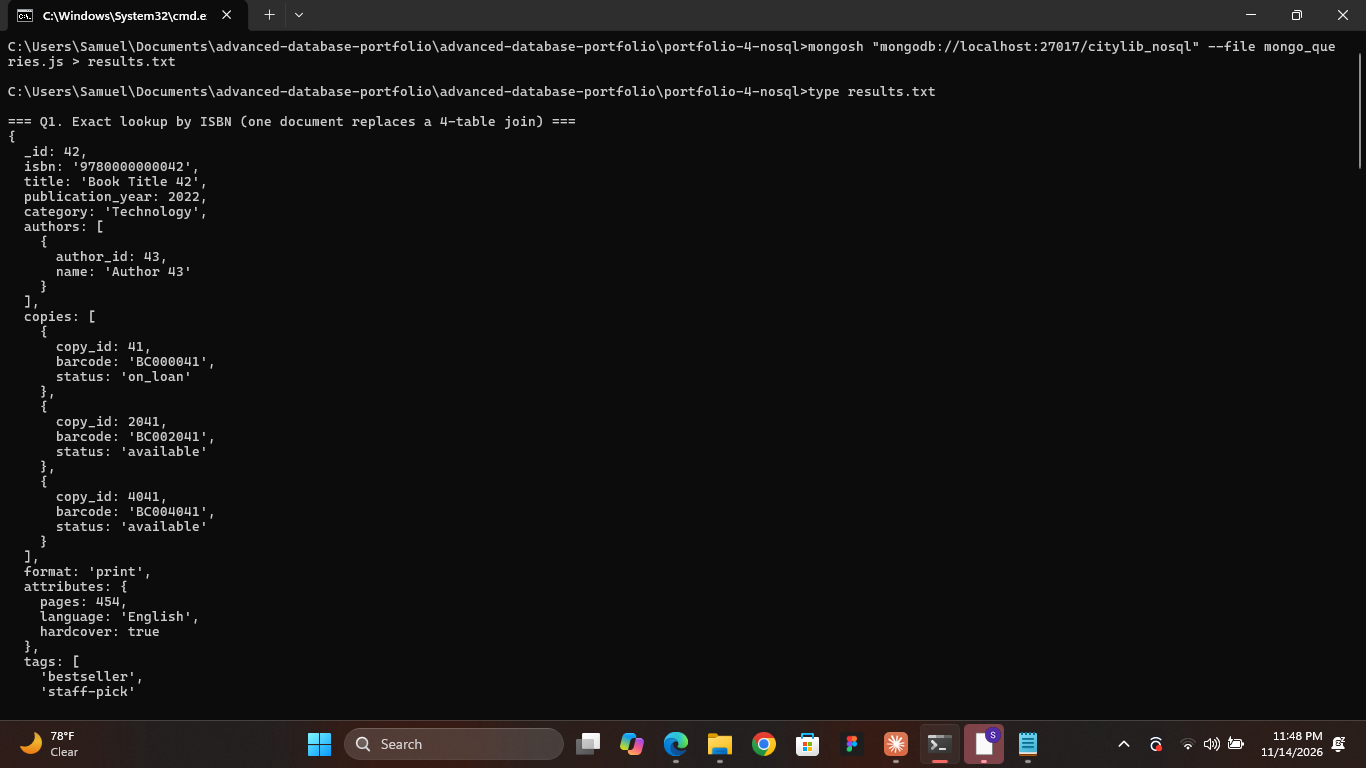 C:\Windows\System32\cmd.e
C:\Users\Samuel\Documents\advanced-database-portfolio\advanced-database-portfolio\portfolio-4-nosql>mongosh "mongodb://localhost:27017/citylib_nosql" --file mongo_que
ries.js > results.txt
C:\Users\Samuel\Documents\advanced-database-portfolio\advanced-database-portfolio\portfolio-4-nosql>type results.txt
=== Q1. Exact lookup by ISBN (one document replaces a 4-table join) ===
{
  _id: 42,
  isbn: '9780000000042',
  title: 'Book Title 42',
  publication_year: 2022,
  category: 'Technology',
  authors: [
    {
      author_id: 43,
      name: 'Author 43'
    }
  ],
  copies: [
    {
      copy_id: 41,
      barcode: 'BC000041',
      status: 'on_loan'
    },
    {
      copy_id: 2041,
      barcode: 'BC002041',
      status: 'available'
    },
    {
      copy_id: 4041,
      barcode: 'BC004041',
      status: 'available'
    }
  ],
  format: 'print',
  attributes: {
    pages: 454,
    language: 'English',
    hardcover: true
  },
  tags: [
    'bestseller',
    'staff-pick'
78°F
Clear
Search
S
11:48 PM
11/14/2026